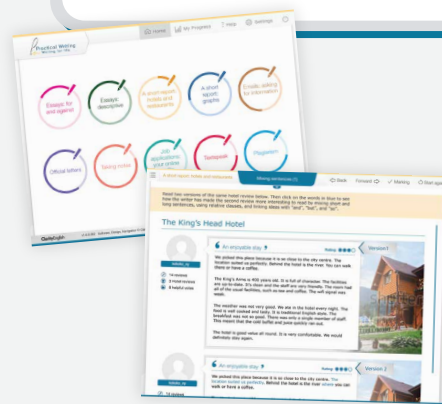 Practical Writing
Home
My Progress
? Help
Settings
Essays: for
and against
Essays:
descriptive
A short report:
hotels and
restaurants
A short
report:
graphs
Emails: asking
for information
Official letters
Taking notes
Job
applications:
your online
Textspeak
Plagiarism
ClarityEnglish
A short report: hotels and restaurants
Mixing sentences (1)
Back
Forward
Marking
Start again
Read two versions of the same hotel review below. Then click on the words in blue to see
how the writer has made the second review more interesting to read by mixing short and
long sentences, using relative clauses, and linking ideas with "and", "but", and "so".
The King's Head Hotel
An enjoyable stay
Rating
Version 1
We picked this place because it is so close to the city centre. The
location suited us perfectly. Behind the hotel is the river. You can walk
there or have a coffee.
The King's Arms is 400 years old. It is full of character. The facilities
are up-to-date. It's clean and the staff are very friendly. The room had
all of the usual facilities, such as tea and coffee. The wifi signal was
weak.
The weather was not very good. We ate in the hotel every night. The
food is well cooked and tasty. It is traditional English style. The
breakfast was not as good. There was only a single member of staff.
This meant that the cold buffet and juice quickly ran out.
The hotel is good value all round. It is very comfortable. We would
definitely stay again.
14 reviews
5 hotel reviews
8 helpful votes
An enjoyable stay
Rating
Version 2
We picked this place because it is so close to the city centre. The
location suited us perfectly. Behind the hotel is the river where you can
walk or have a coffee.
14 reviews